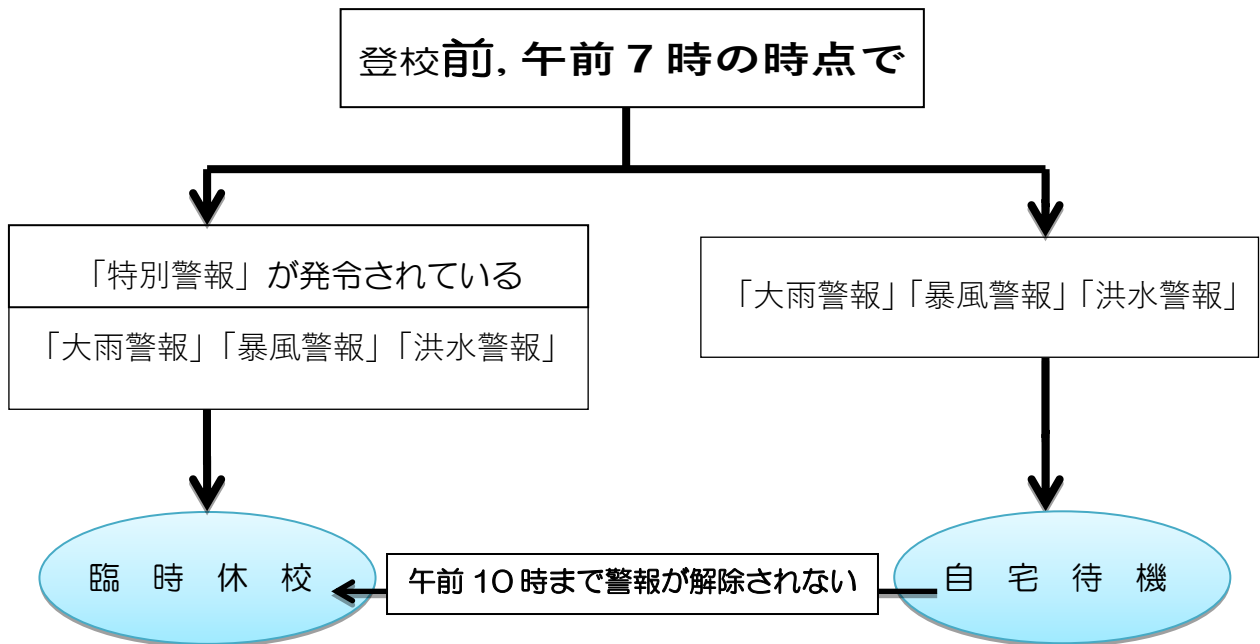 登校前，午前７時の時点で
「特別警報」が発令されている
「大雨警報」「暴風警報」「洪水警報」
「大雨警報」「暴風警報」「洪水警報」
臨時休校
午前10時まで警報が解除されない
自宅待機